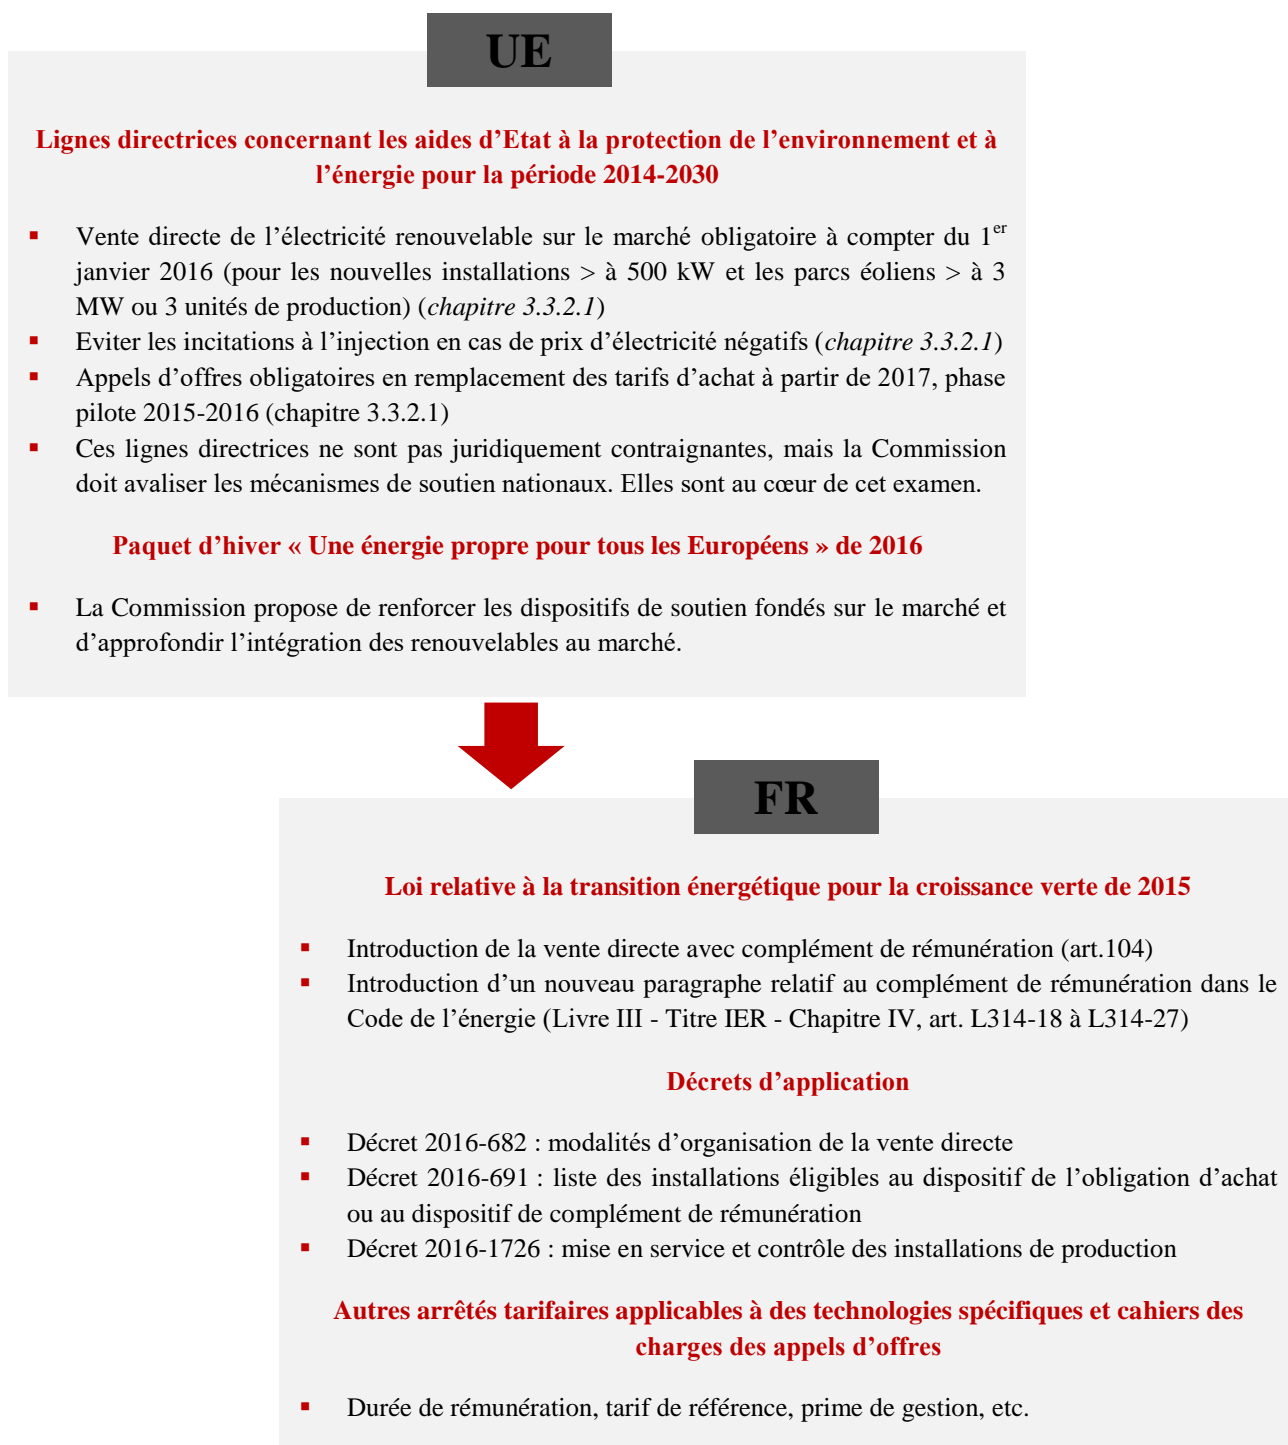 UE
Lignes directrices concernant les aides d’Etat à la protection de l’environnement et à
l’énergie pour la période 2014-2030
▪ Vente directe de l’électricité renouvelable sur le marché obligatoire à compter du 1er
janvier 2016 (pour les nouvelles installations > à 500 kW et les parcs éoliens > à 3
MW ou 3 unités de production) (chapitre 3.3.2.1)
▪ Eviter les incitations à l’injection en cas de prix d’électricité négatifs (chapitre 3.3.2.1)
▪ Appels d’offres obligatoires en remplacement des tarifs d’achat à partir de 2017, phase
pilote 2015-2016 (chapitre 3.3.2.1)
▪ Ces lignes directrices ne sont pas juridiquement contraignantes, mais la Commission
doit avaliser les mécanismes de soutien nationaux. Elles sont au cœur de cet examen.
Paquet d’hiver « Une énergie propre pour tous les Européens » de 2016
▪ La Commission propose de renforcer les dispositifs de soutien fondés sur le marché et
d’approfondir l’intégration des renouvelables au marché.
FR
Loi relative à la transition énergétique pour la croissance verte de 2015
▪ Introduction de la vente directe avec complément de rémunération (art.104)
▪ Introduction d’un nouveau paragraphe relatif au complément de rémunération dans le
Code de l’énergie (Livre III - Titre IER - Chapitre IV, art. L314-18 à L314-27)
Décrets d’application
▪ Décret 2016-682 : modalités d’organisation de la vente directe
▪ Décret 2016-691 : liste des installations éligibles au dispositif de l’obligation d’achat
ou au dispositif de complément de rémunération
▪ Décret 2016-1726 : mise en service et contrôle des installations de production
Autres arrêtés tarifaires applicables à des technologies spécifiques et cahiers des
charges des appels d’offres
▪ Durée de rémunération, tarif de référence, prime de gestion, etc.